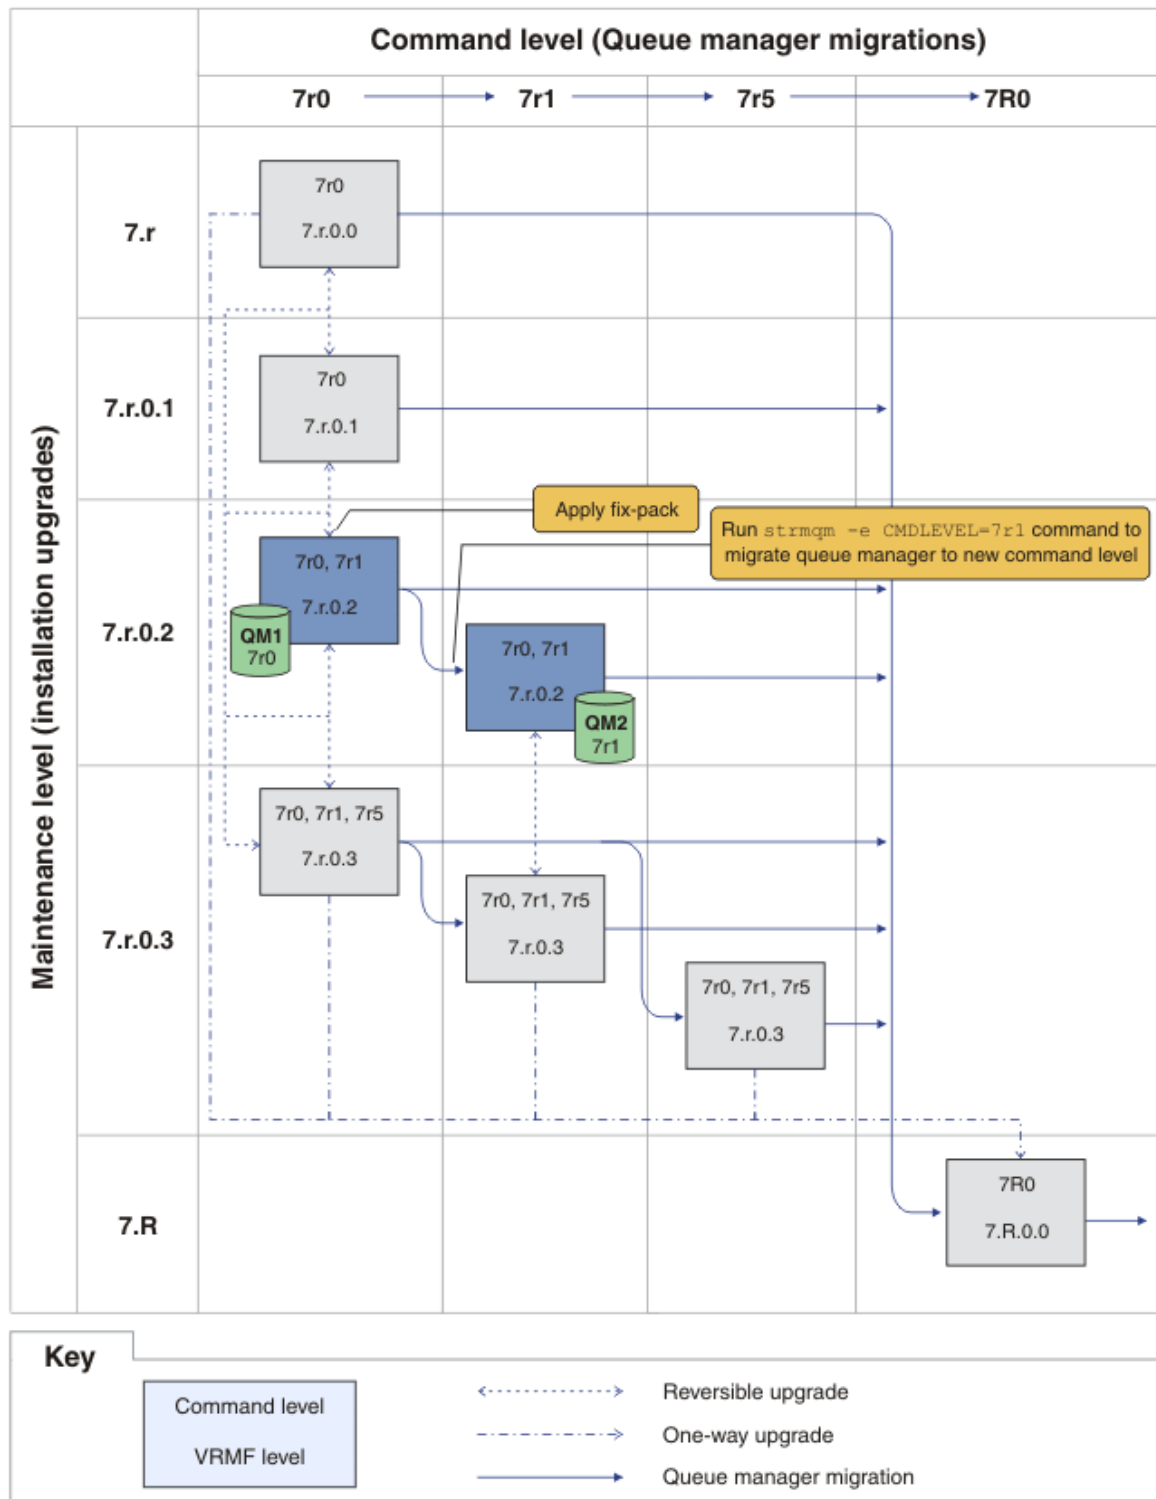 Command level (Queue manager migrations)
7r0
7r1
7r5
7R0
Maintenance level (installation upgrades)
7.r
7r0
7.r.0.0
7.r.0.1
7r0
7.r.0.1
Apply fix-pack
Run strmqm -e CMDLEVEL=7r1 command to
migrate queue manager to new command level
7.r.0.2
7r0, 7r1
7.r.0.2
QM1
7r0
7r0, 7r1
7.r.0.2
QM2
7r1
7.r.0.3
7r0, 7r1, 7r5
7.r.0.3
7r0, 7r1, 7r5
7.r.0.3
7r0, 7r1, 7r5
7.r.0.3
7.R
7R0
7.R.0.0
Key
Command level
VRMF level
Reversible upgrade
One-way upgrade
Queue manager migration